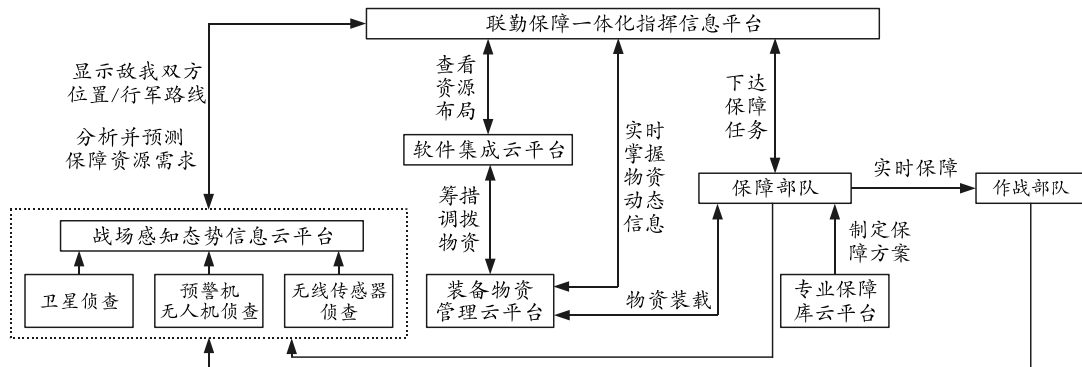 联勤保障一体化指挥信息平台
显示敌我双方
位置/行军路线
分析并预测
保障资源需求
查看
资源
布局
软件集成云平台
筹措
调拨
物资
实时
掌握
物资
动态
信息
下达
保障
任务
保障部队
实时保障
作战部队
制定保
障方案
专业保障
库云平台
物资装载
装备物资
管理云平台
战场感知态势信息云平台
卫星侦查
预警机
无人机侦查
无线传感器
侦查